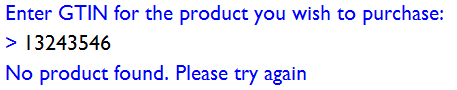 Enter GTIN for the product you wish to purchase:
> 13243546
No product found. Please try again